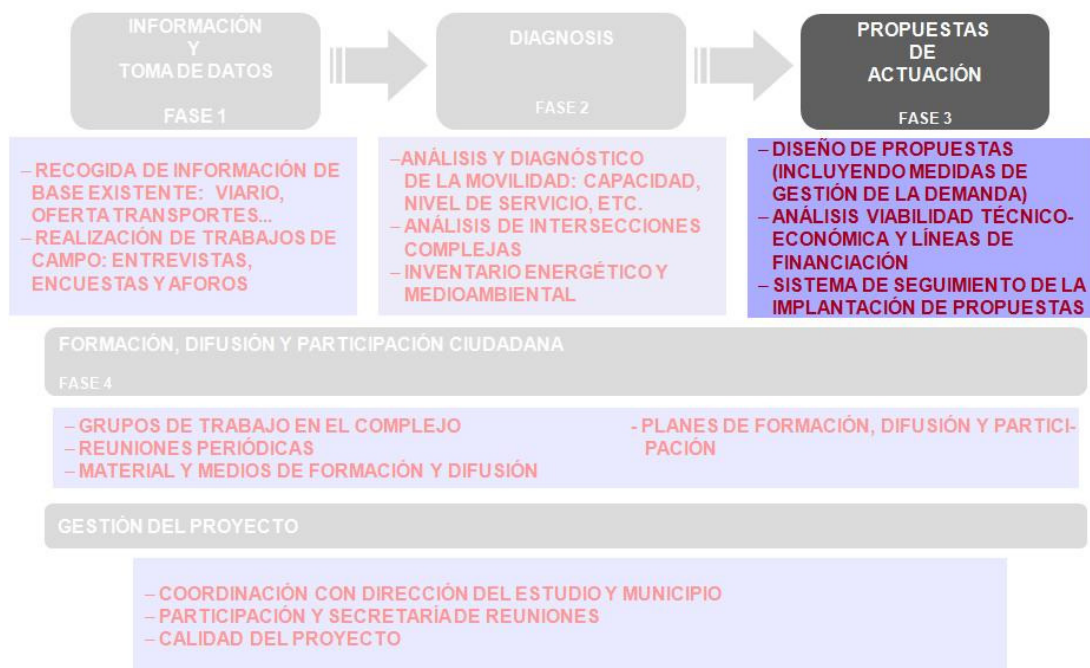 INFORMACIÓN
Y
TOMA DE DATOS
FASE 1
DIAGNOSIS
FASE 2
PROPUESTAS
DE
ACTUACIÓN
FASE 3
– RECOGIDA DE INFORMACIÓN DE
BASE EXISTENTE: VIARIO,
OFERTA TRANSPORTES...
– REALIZACIÓN DE TRABAJOS DE
CAMPO: ENTREVISTAS,
ENCUESTAS Y AFOROS
– ANÁLISIS Y DIAGNÓSTICO
DE LA MOVILIDAD: CAPACIDAD,
NIVEL DE SERVICIO, ETC.
– ANÁLISIS DE INTERSECCIONES
COMPLEJAS
– INVENTARIO ENERGÉTICO Y
MEDIOAMBIENTAL
– DISEÑO DE PROPUESTAS
(INCLUYENDO MEDIDAS DE
GESTIÓN DE LA DEMANDA)
– ANÁLISIS VIABILIDAD TÉCNICO-
ECONÓMICA Y LÍNEAS DE
FINANCIACIÓN
– SISTEMA DE SEGUIMIENTO DE LA
IMPLANTACIÓN DE PROPUESTAS
FORMACIÓN, DIFUSIÓN Y PARTICIPACIÓN CIUDADANA
FASE 4
– GRUPOS DE TRABAJO EN EL COMPLEJO
– REUNIONES PERIÓDICAS
– MATERIAL Y MEDIOS DE FORMACIÓN Y DIFUSIÓN
- PLANES DE FORMACIÓN, DIFUSIÓN Y PARTICI-
PACIÓN
GESTIÓN DEL PROYECTO
– COORDINACIÓN CON DIRECCIÓN DEL ESTUDIO Y MUNICIPIO
– PARTICIPACIÓN Y SECRETARÍA DE REUNIONES
– CALIDAD DEL PROYECTO